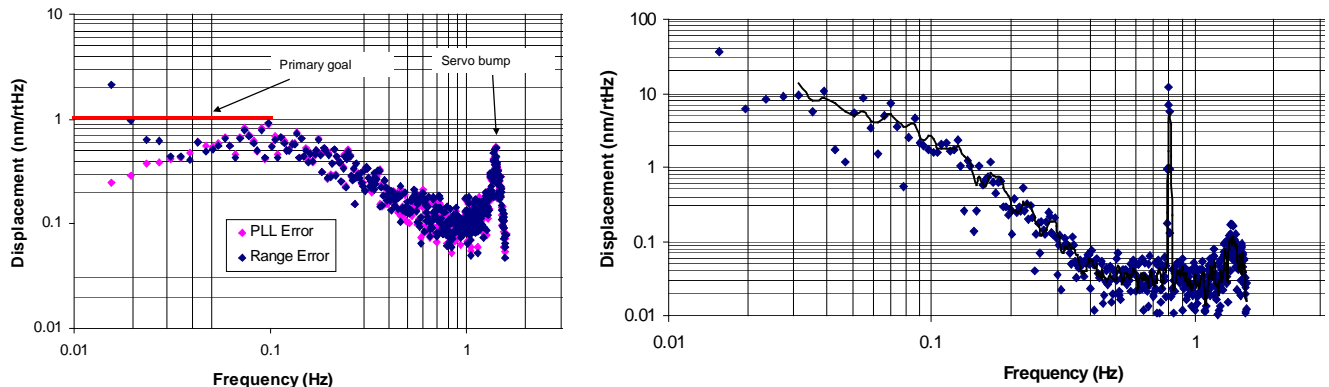 10
1
0.1
0.01
Displacement (nm/rtHz)
Primary goal
Servo bump
PLL Error
Range Error
0.01
0.1
1
Frequency (Hz)
100
10
1
0.1
0.01
Displacement (nm/rtHz)
0.01
0.1
1
Frequency (Hz)